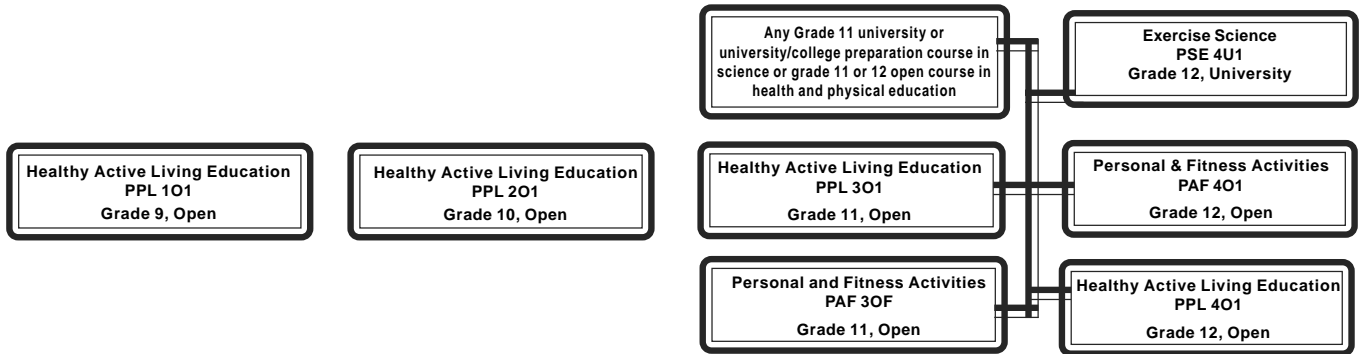 Healthy Active Living Education
PPL 1O1
Grade 9, Open
Healthy Active Living Education
PPL 2O1
Grade 10, Open
Any Grade 11 university or
university/college preparation course in
science or grade 11 or 12 open course in
health and physical education
Healthy Active Living Education
PPL 3O1
Grade 11, Open
Personal and Fitness Activities
PAF 3OF
Grade 11, Open
Exercise Science
PSE 4U1
Grade 12, University
Personal & Fitness Activities
PAF 4O1
Grade 12, Open
Healthy Active Living Education
PPL 4O1
Grade 12, Open